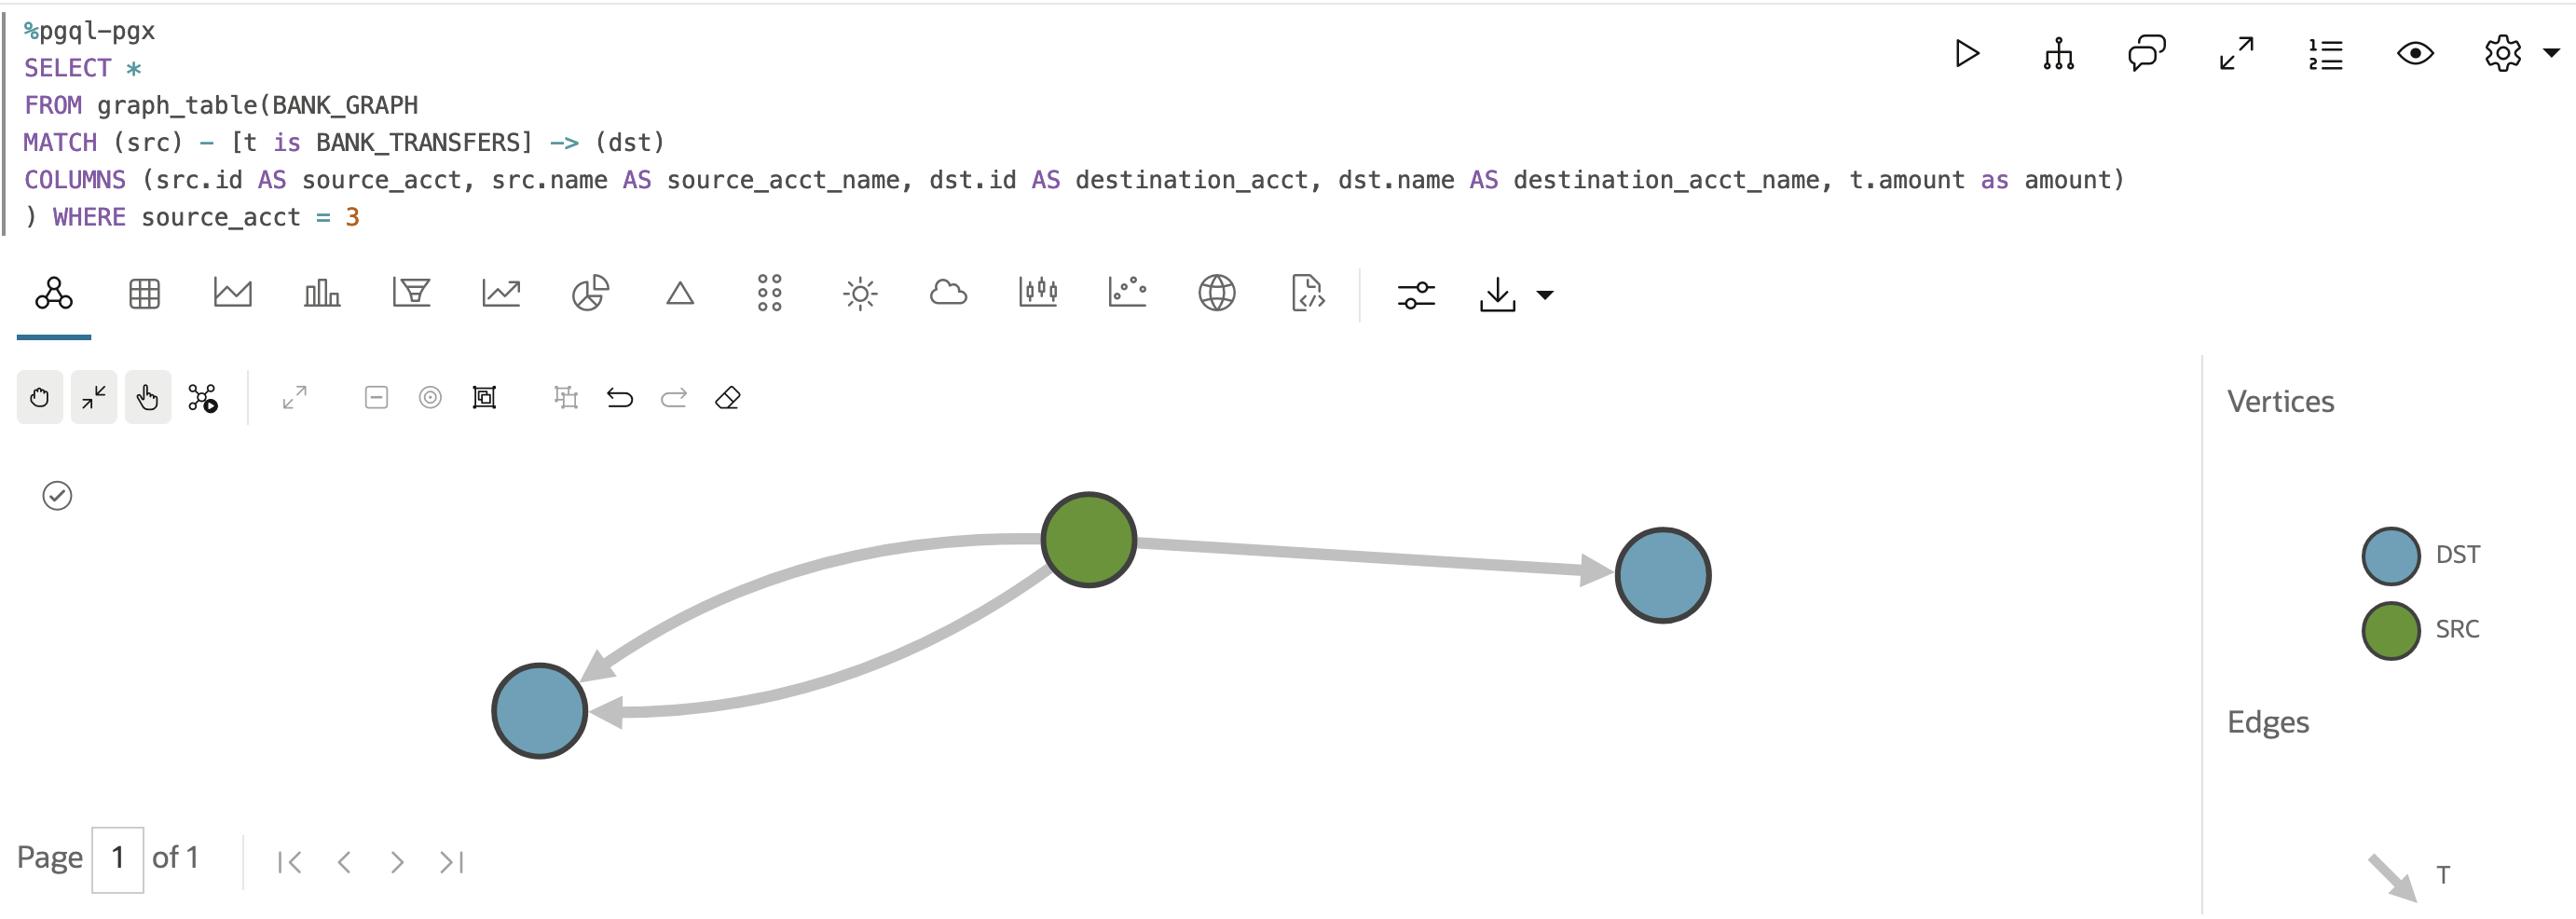 %pgql-pgx
SELECT *
FROM graph_table(BANK_GRAPH
MATCH (src) - [t is BANK_TRANSFERS] -> (dst)
COLUMNS (src.id AS source_acct, src.name AS source_acct_name, dst.id AS destination_acct, dst.name AS destination_acct_name, t.amount as amount)
) WHERE source_acct = 3
Vertices
DST
SRC
Edges
T
Page 1 of 1